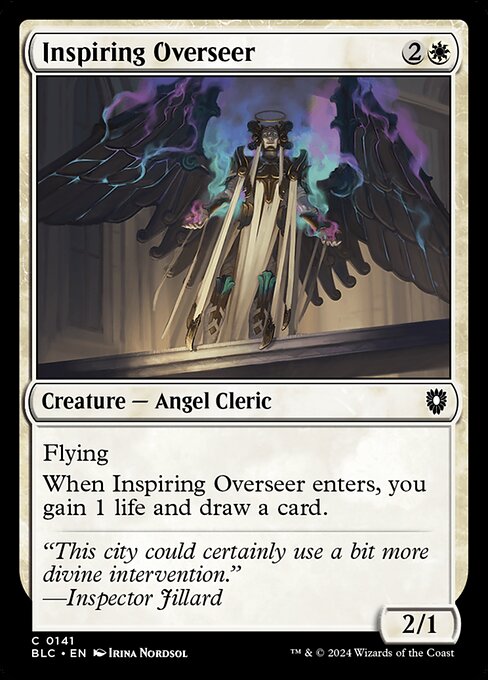 Inspiring Overseer 2
Creature — Angel Cleric
Flying
When Inspiring Overseer enters, you
gain 1 life and draw a card.
“This city could certainly use a bit more
divine intervention.”
—Inspector Jillard
2/1
C 0141
BLC • EN Irina Nordsol
™ & © 2024 Wizards of the Coast